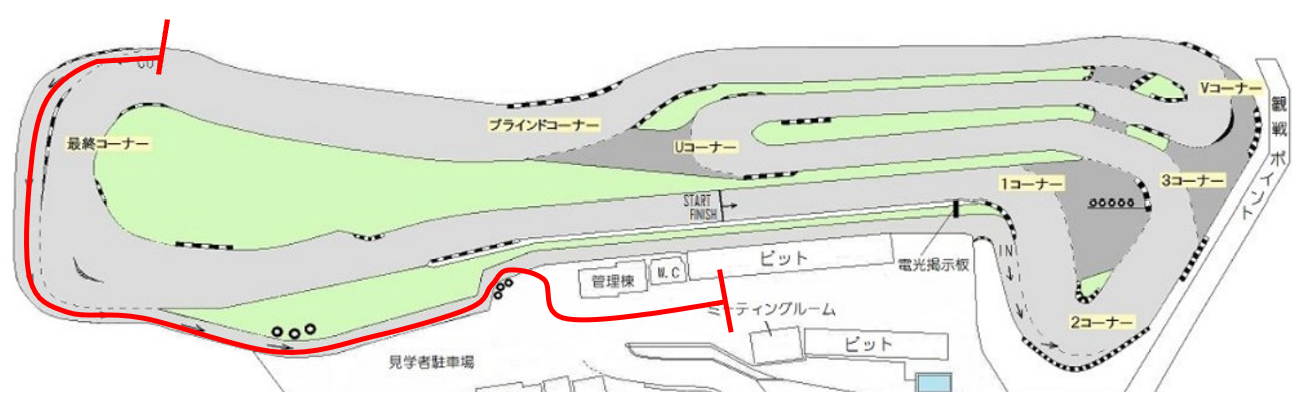 最終コーナー
ブラインドコーナー
Uコーナー
Vコーナー
観戦ポイント
1コーナー
3コーナー
START
FINISH
IN
電光掲示板
ピット
W.C
管理棟
ミーティングルーム
2コーナー
ピット
見学者駐車場